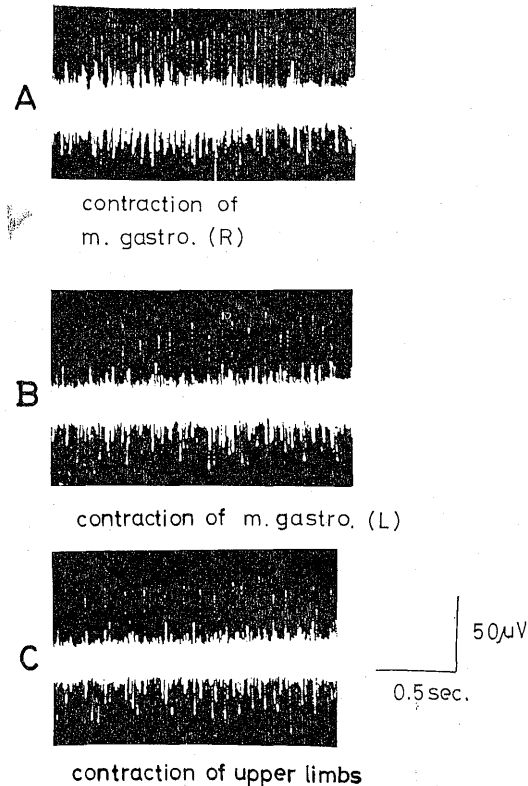 A
contraction of
m. gastro. (R)
B
contraction of m. gastro. (L)
C
50μV
0.5 sec.
contraction of upper limbs